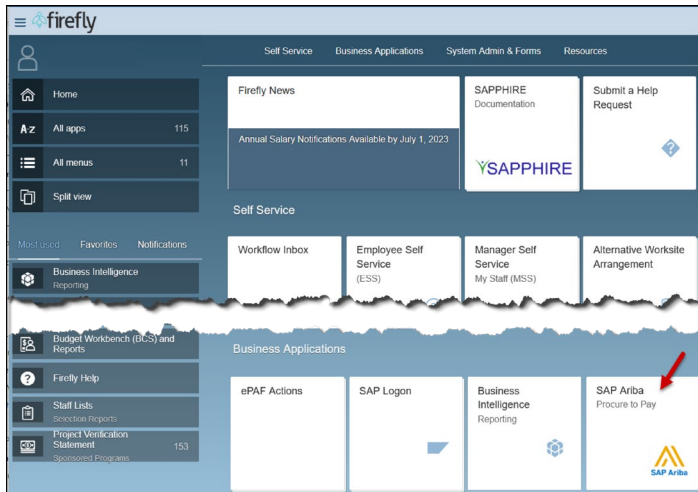 firefly
Self Service Business Applications System Admin & Forms Resources
Home
A-z All apps 115
All menus 11
Split view
Most used Favorites Notifications
Business Intelligence
Reporting
Firefly News
Annual Salary Notifications Available by July 1, 2023
SAPPHIRE
Documentation
YSAPPHIRE
Submit a Help
Request
Self Service
Workflow Inbox
Employee Self
Service
(ESS)
Manager Self
Service
My Staff (MSS)
Alternative Worksite
Arrangement
Budget Workbench (BCS) and
Reports
Firefly Help
Staff Lists
Selection Reports
Project Verification
Statement 153
Sponsored Programs
Business Applications
ePAF Actions
SAP Logon
Business
Intelligence
Reporting
SAP Ariba
Procure to Pay
SAP Ariba